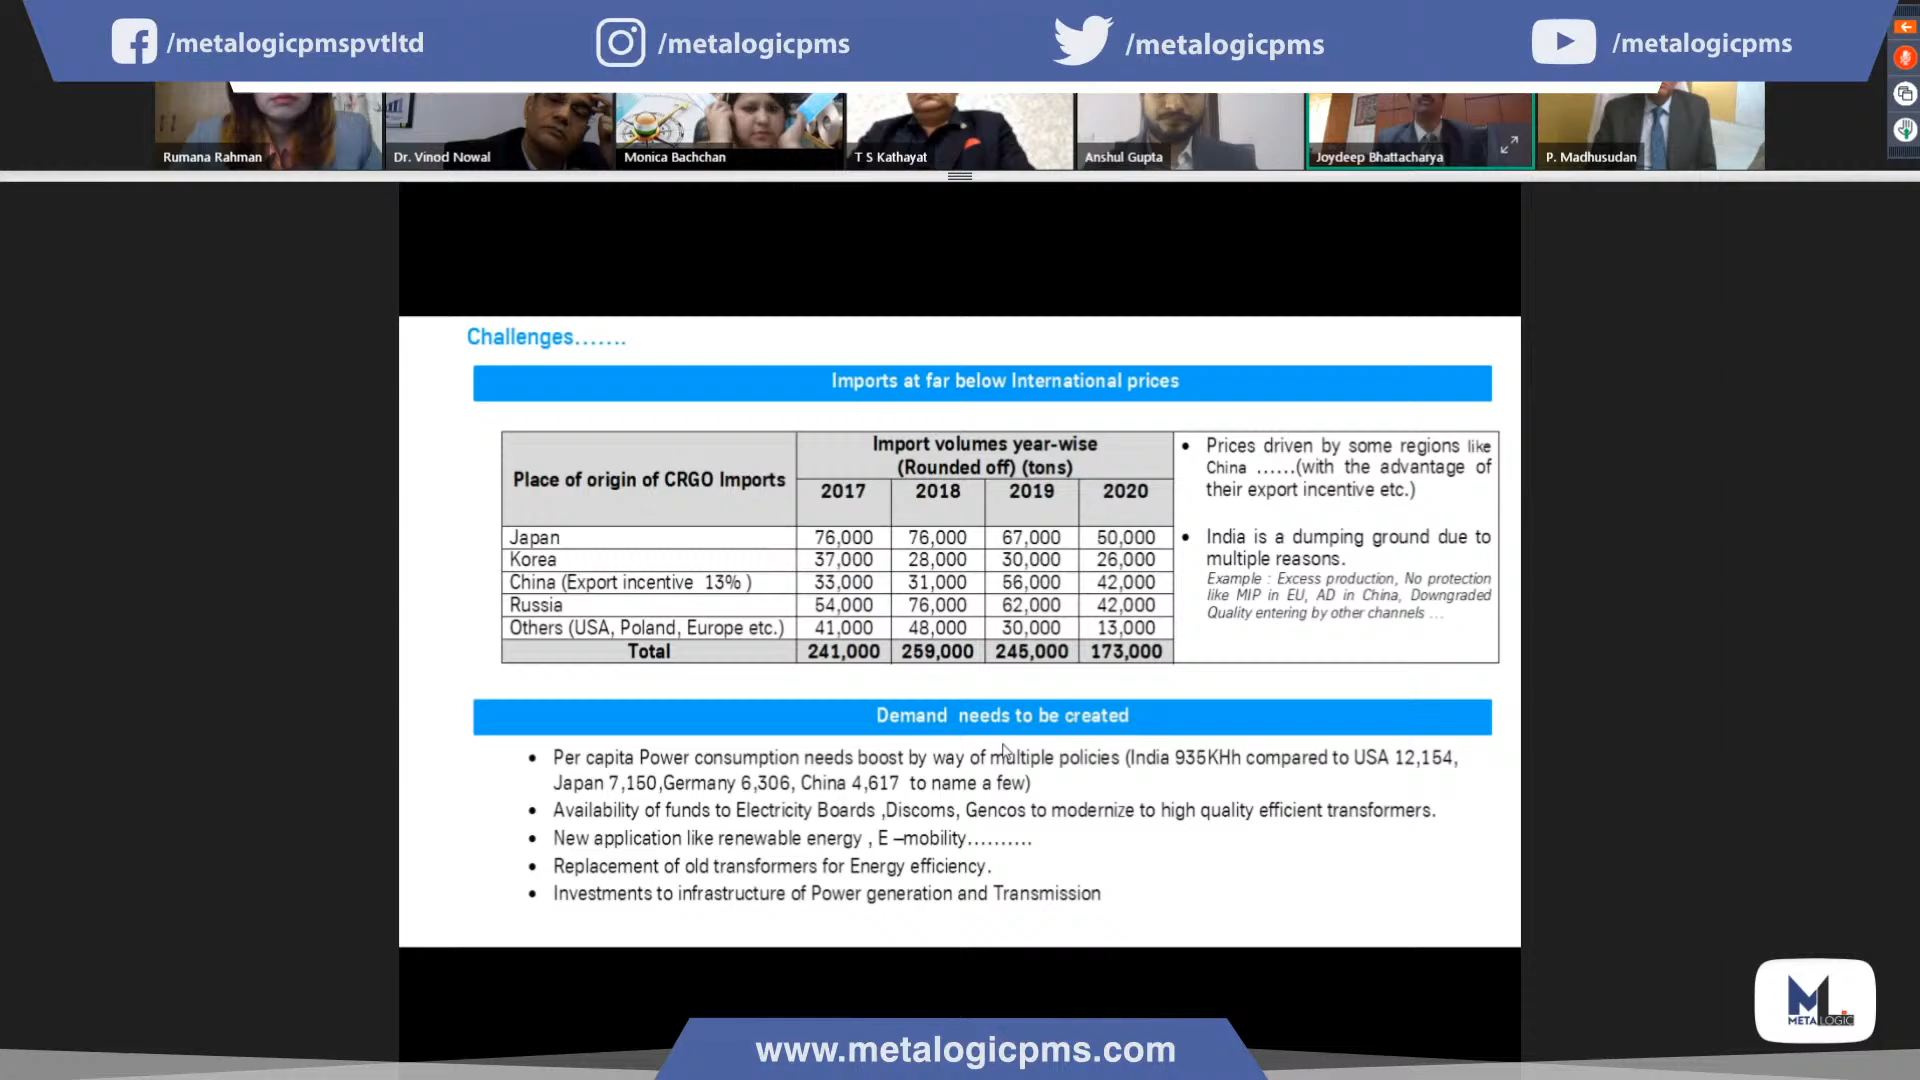 /metalogicpmspvtltd
/metalogicpms
/metalogicpms
/metalogicpms
Rumana Rahman
Dr. Vinod Nowal
Monica Bachchan
T S Kathayat
Anshul Gupta
Joydeep Bhattacharya
P. Madhusudan
Challenges.......
Imports at far below International prices
Place of origin of CRGO Imports
Import volumes year-wise
(Rounded off) (tons)
2017 2018 2019 2020
Japan 76,000 76,000 67,000 50,000
Korea 37,000 28,000 30,000 26,000
China (Export incentive 13% ) 33,000 31,000 56,000 42,000
Russia 54,000 76,000 62,000 42,000
Others (USA, Poland, Europe etc.) 41,000 48,000 30,000 13,000
Total 241,000 259,000 245,000 173,000
• Prices driven by some regions like
China ......(with the advantage of
their export incentive etc.)
• India is a dumping ground due to
multiple reasons.
Example : Excess production, No protection
like MIP in EU, AD in China, Downgraded
Quality entering by other channels ...
Demand needs to be created
• Per capita Power consumption needs boost by way of multiple policies (India 935KHh compared to USA 12,154,
Japan 7,150,Germany 6,306, China 4,617 to name a few)
• Availability of funds to Electricity Boards ,Discoms, Gencos to modernize to high quality efficient transformers.
• New application like renewable energy , E –mobility..........
• Replacement of old transformers for Energy efficiency.
• Investments to infrastructure of Power generation and Transmission
METALOGIC
www.metalogicpms.com